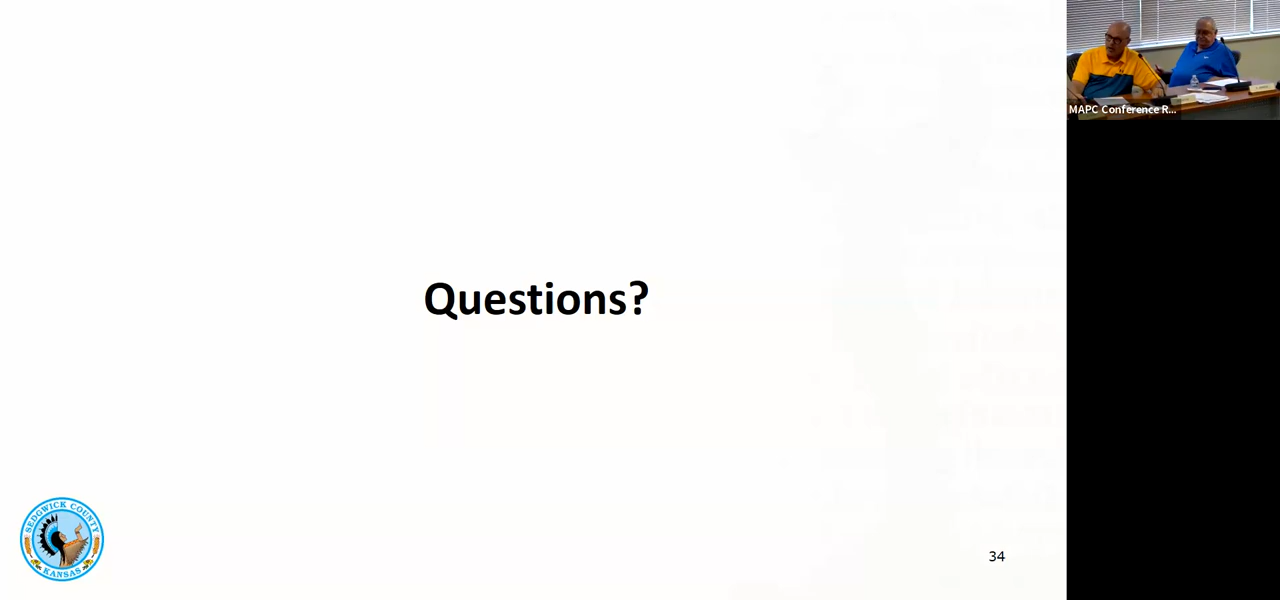 MAPC Conference R...
Questions?
SEDGWICK COUNTY
KANSAS
34